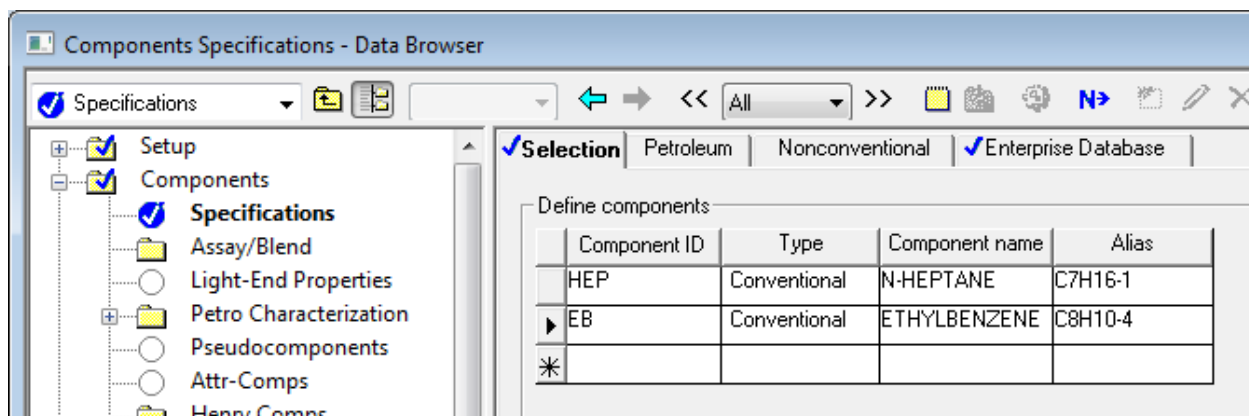 Components Specifications - Data Browser
Specifications << All >> N
Setup
Components
Specifications
Assay/Blend
Light-End Properties
Petro Characterization
Pseudocomponents
Attr-Comps
Henry Comps
Selection Petroleum Nonconventional Enterprise Database
Define components
Component ID Type Component name Alias
HEP Conventional N-HEPTANE C7H16-1
EB Conventional ETHYLBENZENE C8H10-4